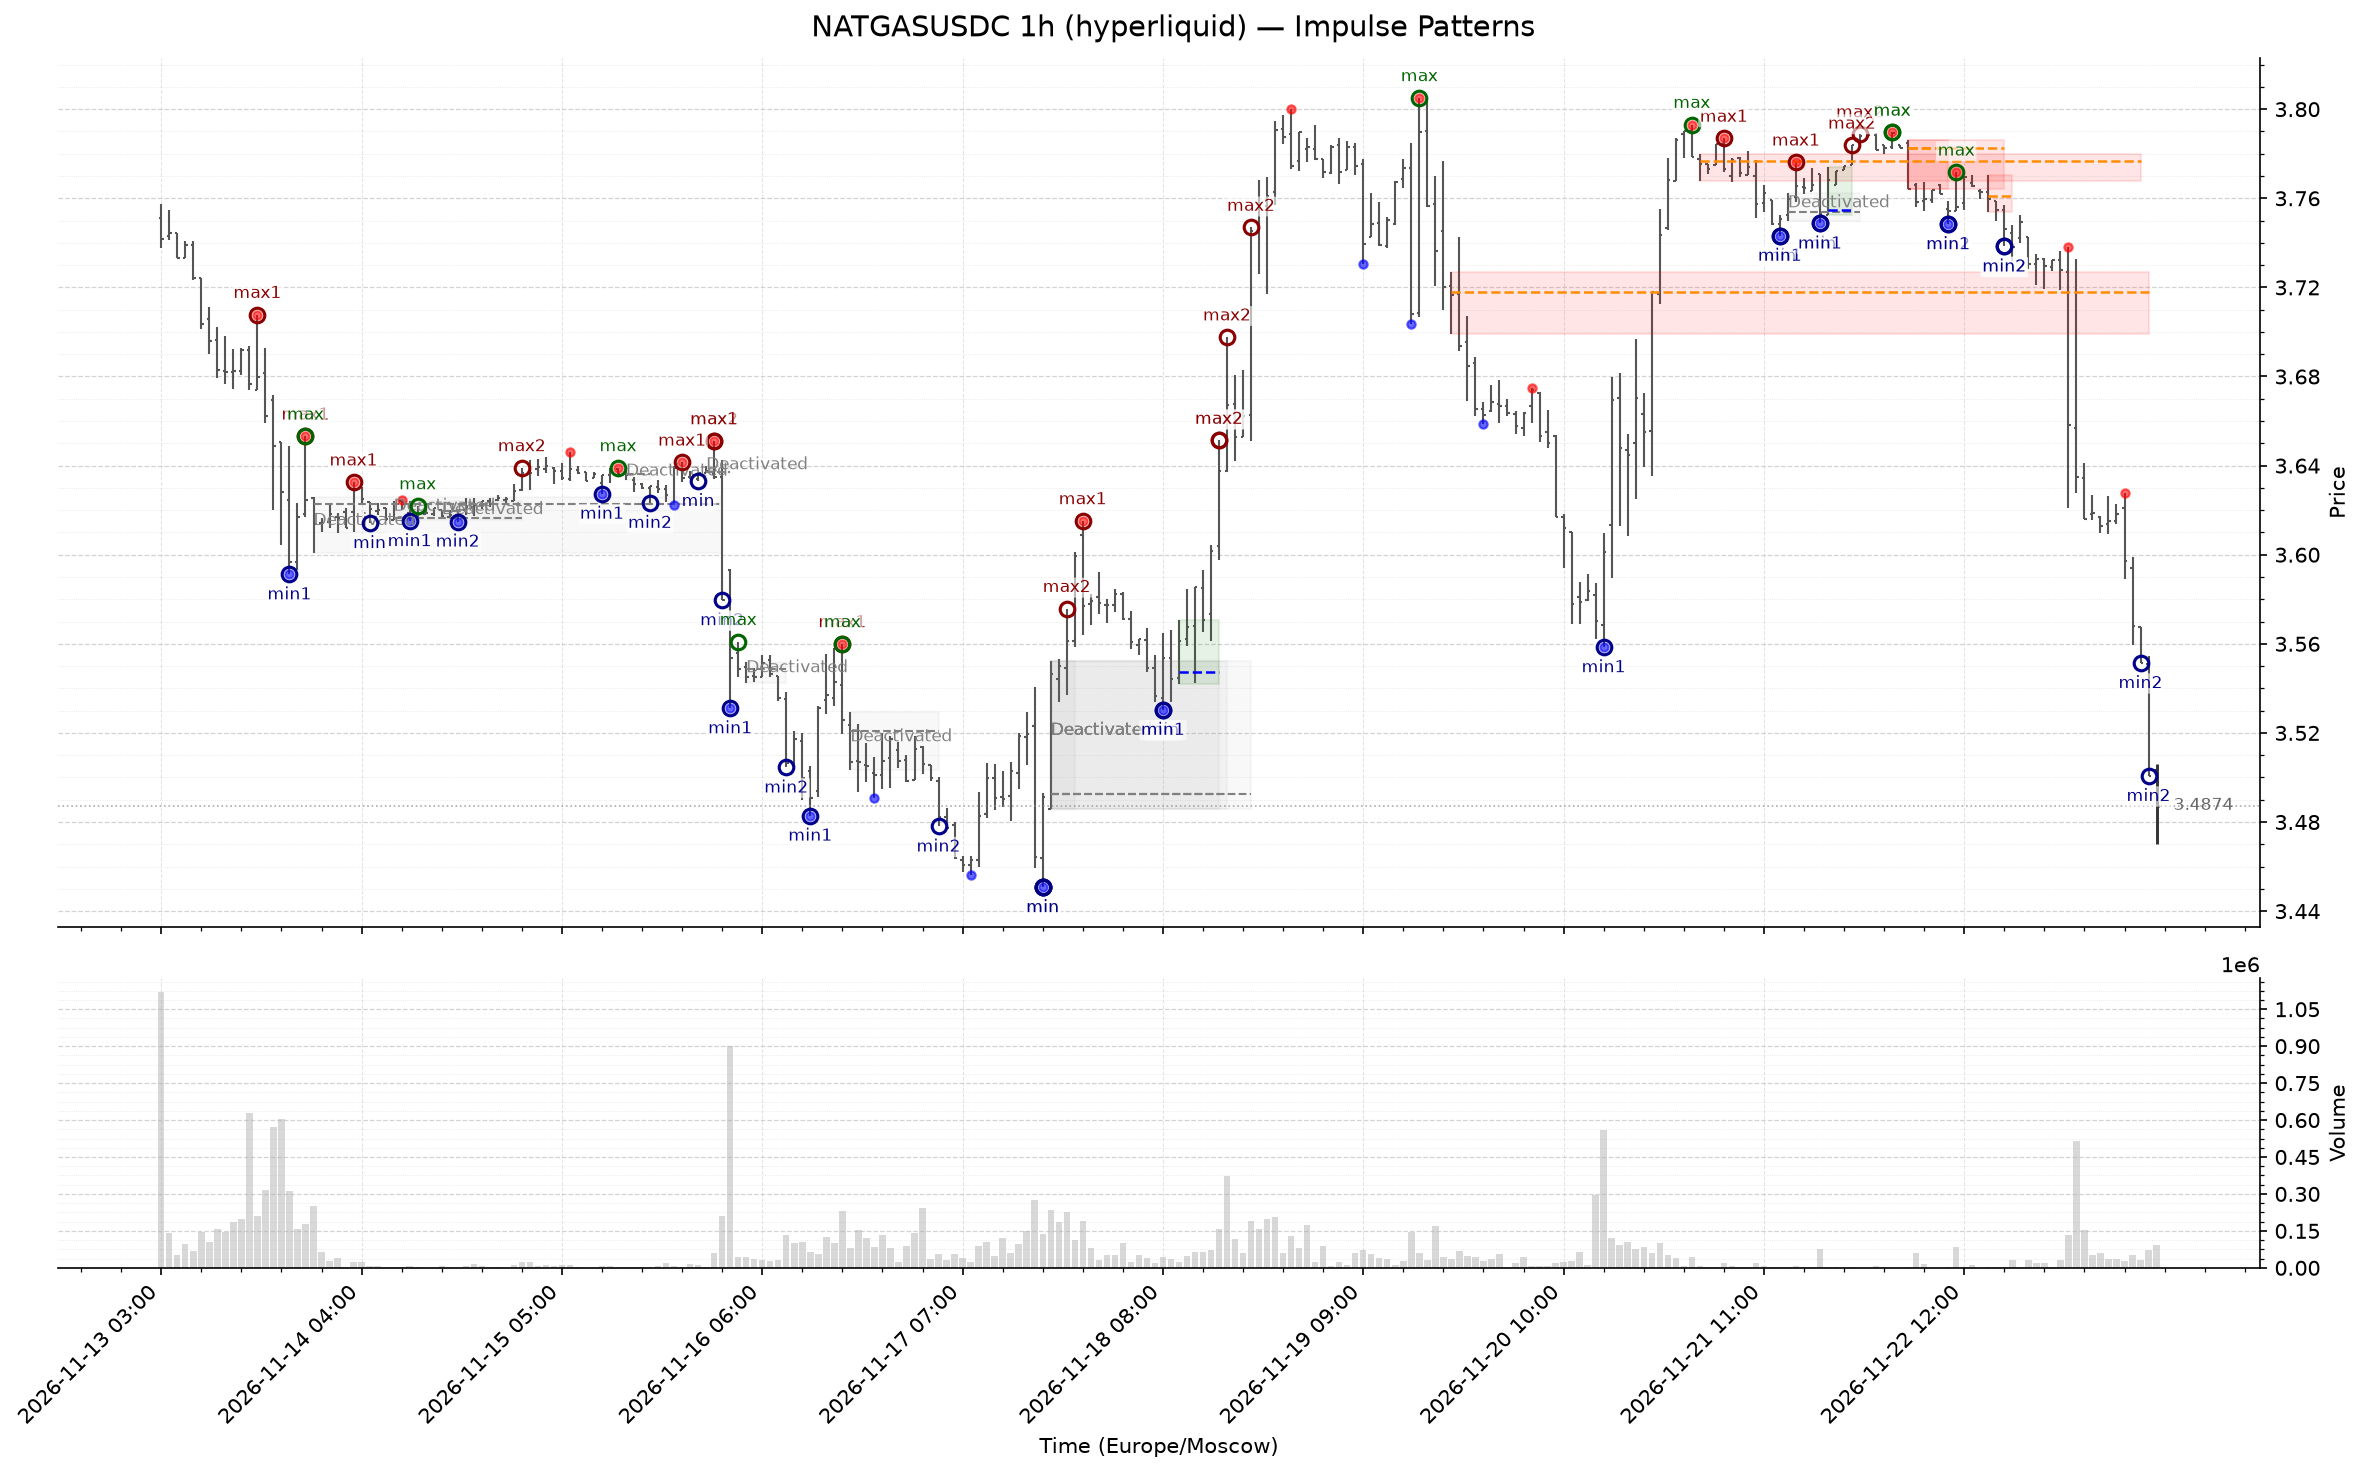 NATGASUSDC 1h (hyperliquid) — Impulse Patterns
max
max
max1
max
max2
max
max1
max1
max
max2
max1
max
Deactivated
min1
min1
min1
min2
max2
max2
max1
max2
max1
max2
min1
min2
min2
max1
max
max1
max2
max
max1
max1
Deactivated
Deactivated
max
Deactivated
Deactivated
Deactivated
min
min1
min2
min1
min2
min
min1
max
Deactivated
min1
max
Deactivated
min2
min1
min2
Deactivated
min1
min
3.4874
3.80
3.76
3.72
3.68
3.64
3.60
3.56
3.52
3.48
3.44
Price
1e6
1.05
0.90
0.75
0.60
0.45
0.30
0.15
0.00
Volume
2026-11-13 03:00
2026-11-14 04:00
2026-11-15 05:00
2026-11-16 06:00
2026-11-17 07:00
2026-11-18 08:00
2026-11-19 09:00
2026-11-20 10:00
2026-11-21 11:00
2026-11-22 12:00
Time (Europe/Moscow)